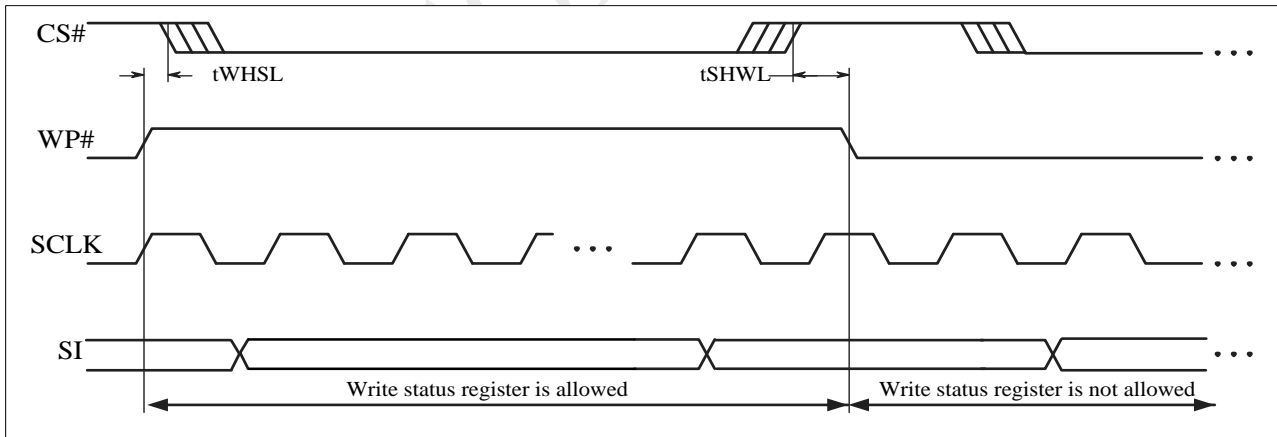 CS#
tWHSL
tSHWL
WP#
SCLK
SI
Write status register is allowed
Write status register is not allowed